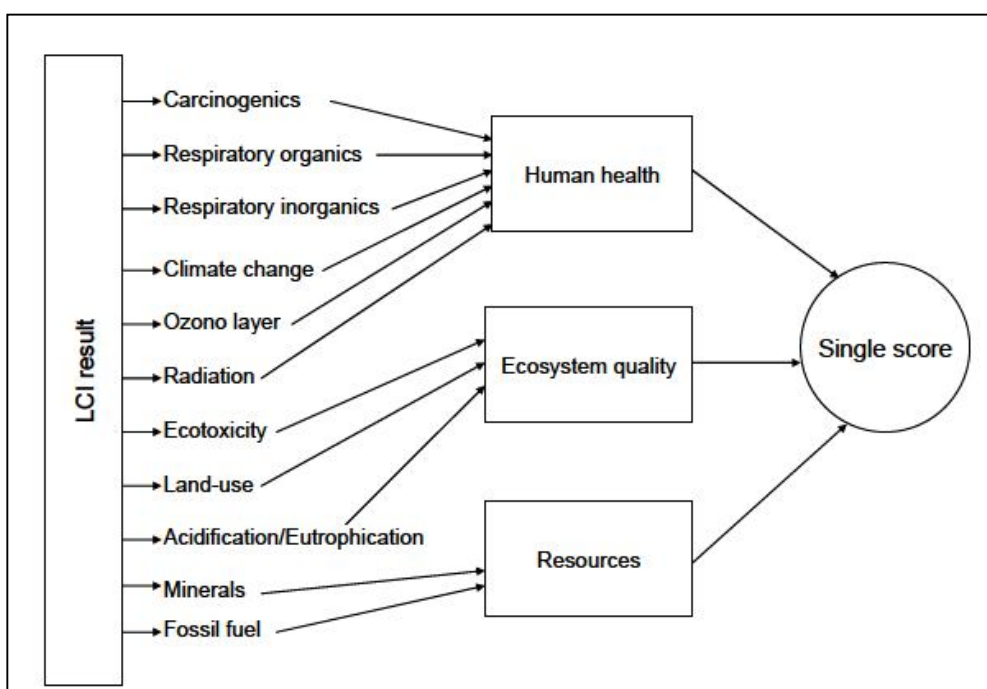 LCI result
Carcinogenics
Respiratory organics
Respiratory inorganics
Climate change
Ozono layer
Radiation
Ecotoxicity
Land-use
Acidification/Eutrophication
Minerals
Fossil fuel
Human health
Ecosystem quality
Resources
Single score